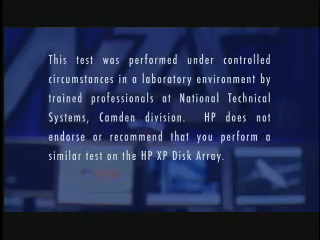 This test was performed under controlled
circumstances in a laboratory environment by
trained professionals at National Technical
Systems, Camden division. HP does not
endorse or recommend that you perform a
similar test on the HP XP Disk Array.